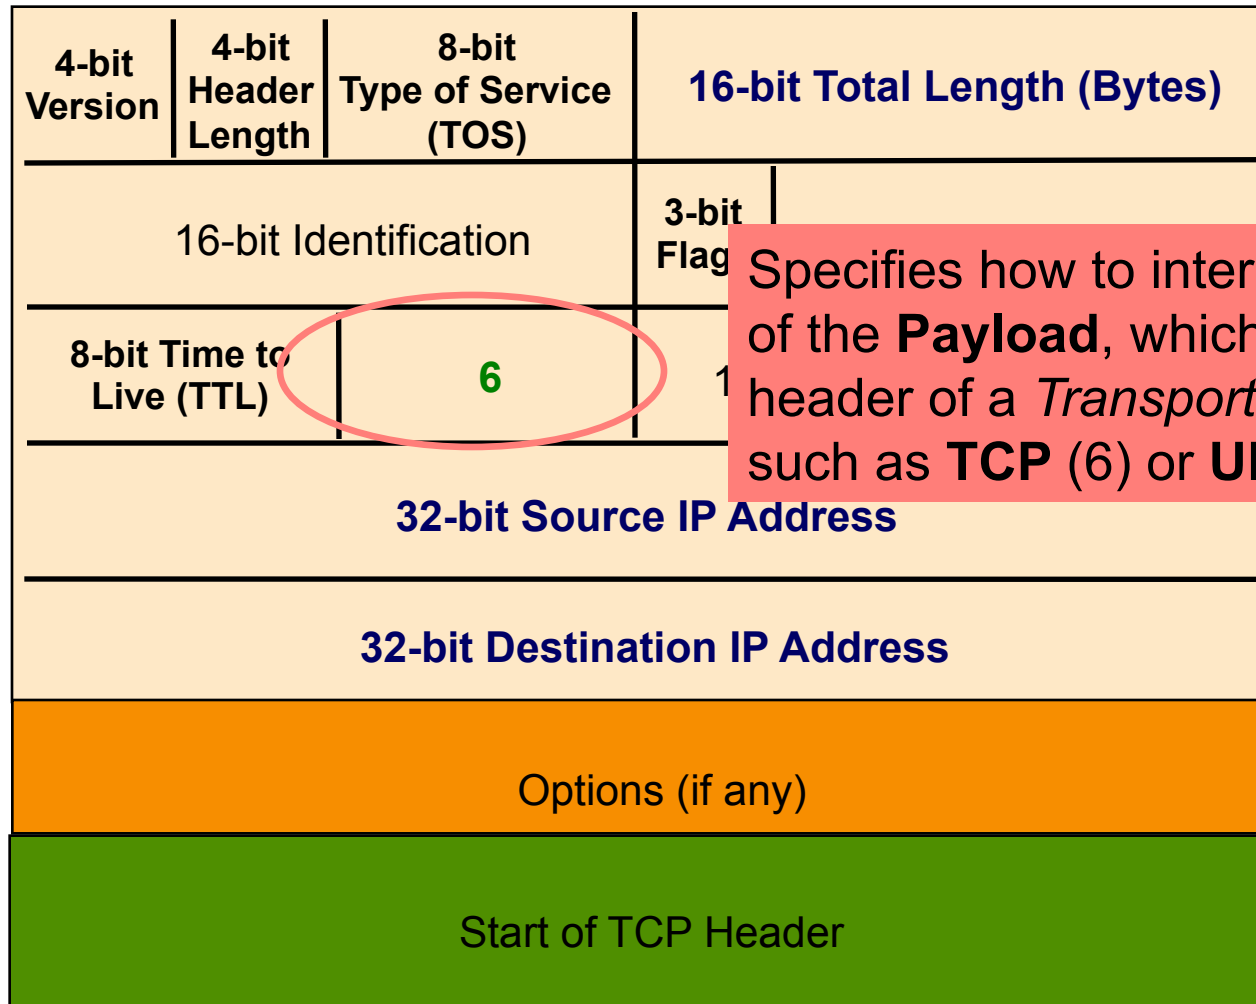 4-bit
Version
4-bit
Header
Length
8-bit
Type of Service
(TOS)
16-bit Total Length (Bytes)
16-bit Identification
3-bit
Flag
8-bit Time to
Live (TTL)
6
1
Specifies how to inter
of the Payload, which
header of a Transport
such as TCP (6) or
32-bit Source IP Address
32-bit Destination IP Address
Options (if any)
Start of TCP Header